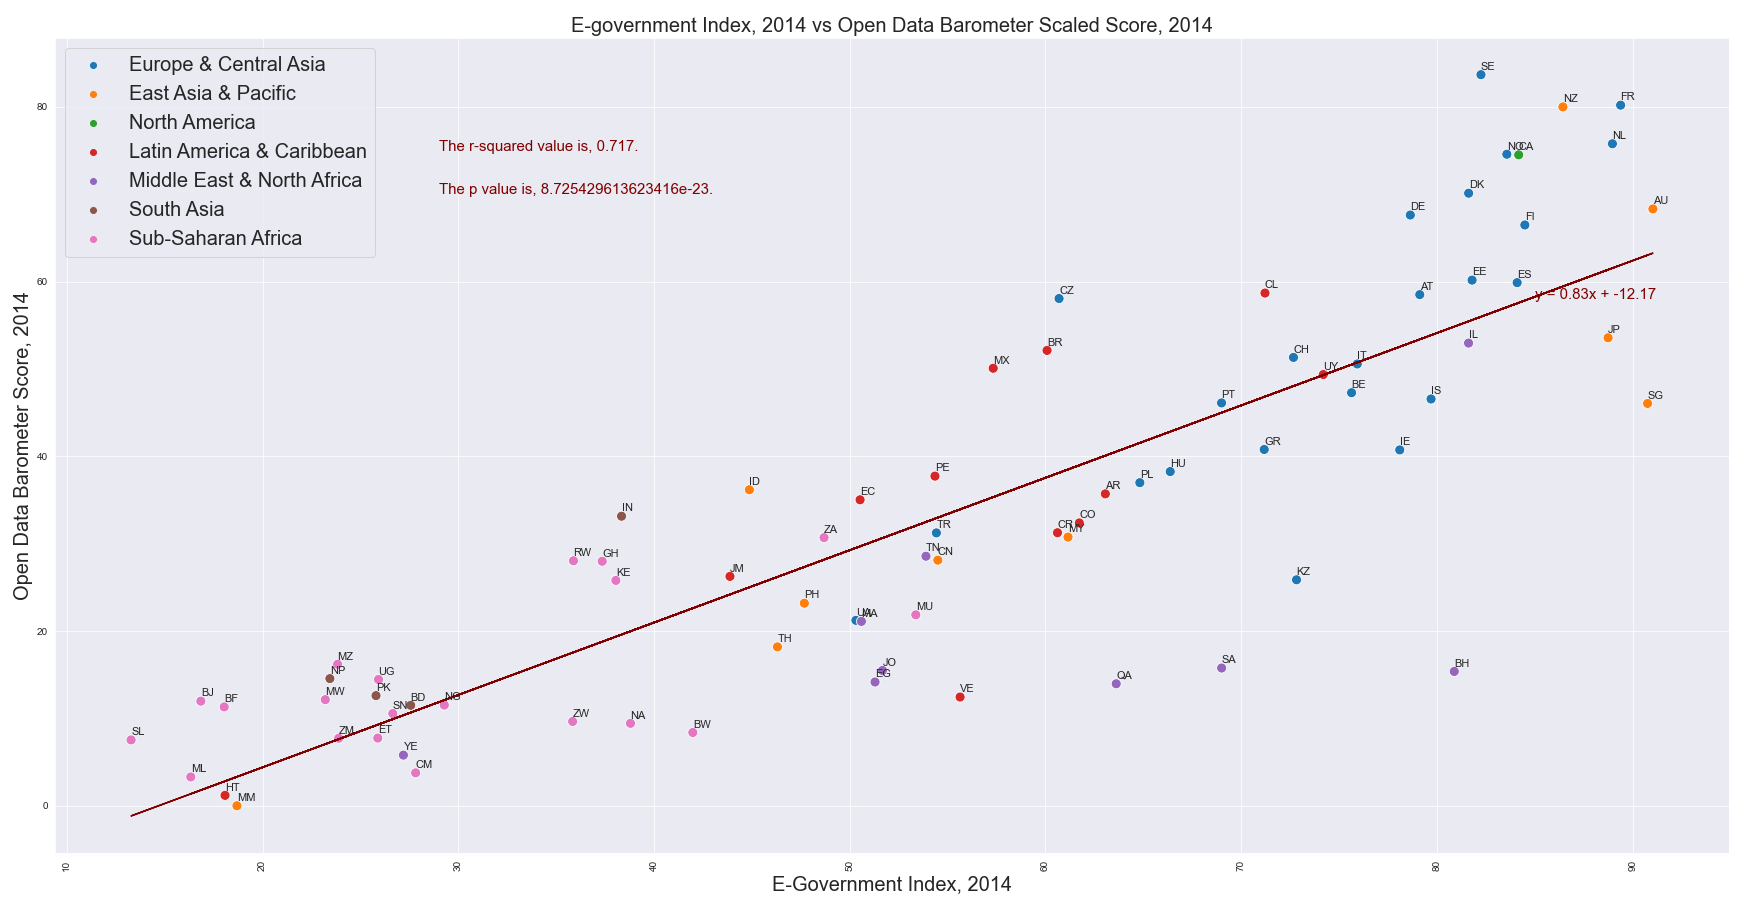 E-government Index, 2014 vs Open Data Barometer Scaled Score, 2014
Europe & Central Asia
East Asia & Pacific
North America
Latin America & Caribbean
Middle East & North Africa
South Asia
Sub-Saharan Africa
The r-squared value is, 0.717.
The p value is, 8.725429613623416e-23.
y = 0.83x + -12.17
SE
NZ
FR
NL
NO
CA
DK
AU
DE
FI
EE
ES
CL
AT
CZ
JP
IL
BR
CH
IT
MX
UY
BE
IS
SG
PT
GR
IE
HU
PE
PL
ID
EC
AR
IN
CO
ZA
TR
CR
MY
TN
CN
RW
GH
JM
KE
KZ
PH
UA
MA
MU
TH
MZ
NP
UG
JO
EG
SA
BH
PK
QA
BJ
BF
MW
BD
NG
VE
SN
ZW
NA
BW
SL
ZM
ET
YE
ML
CM
HT
MM
80
60
40
20
0
10
20
30
40
50
60
70
80
90
Open Data Barometer Score, 2014
E-Government Index, 2014